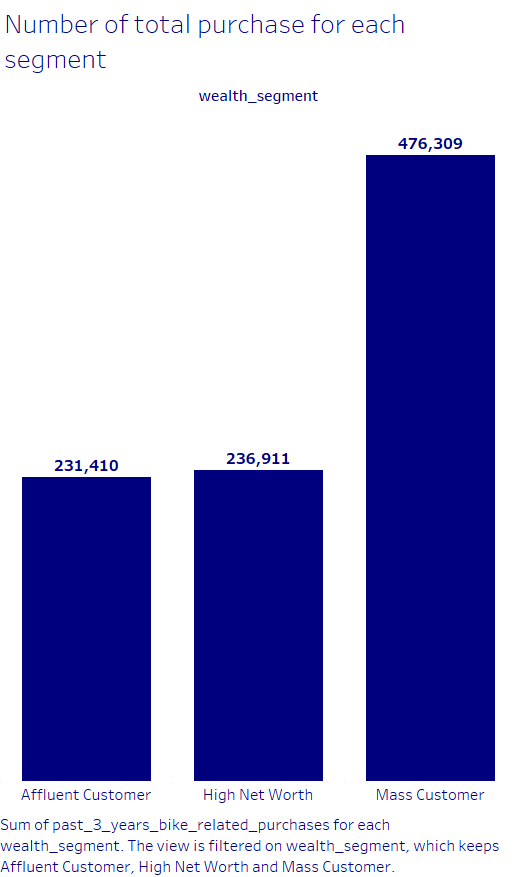 Number of total purchase for each
segment
wealth_segment
476,309
236,911
231,410
Affluent Customer
High Net Worth
Mass Customer
Sum of past_3_years_bike_related_purchases for each
wealth_segment. The view is filtered on wealth_segment, which keeps
Affluent Customer, High Net Worth and Mass Customer.